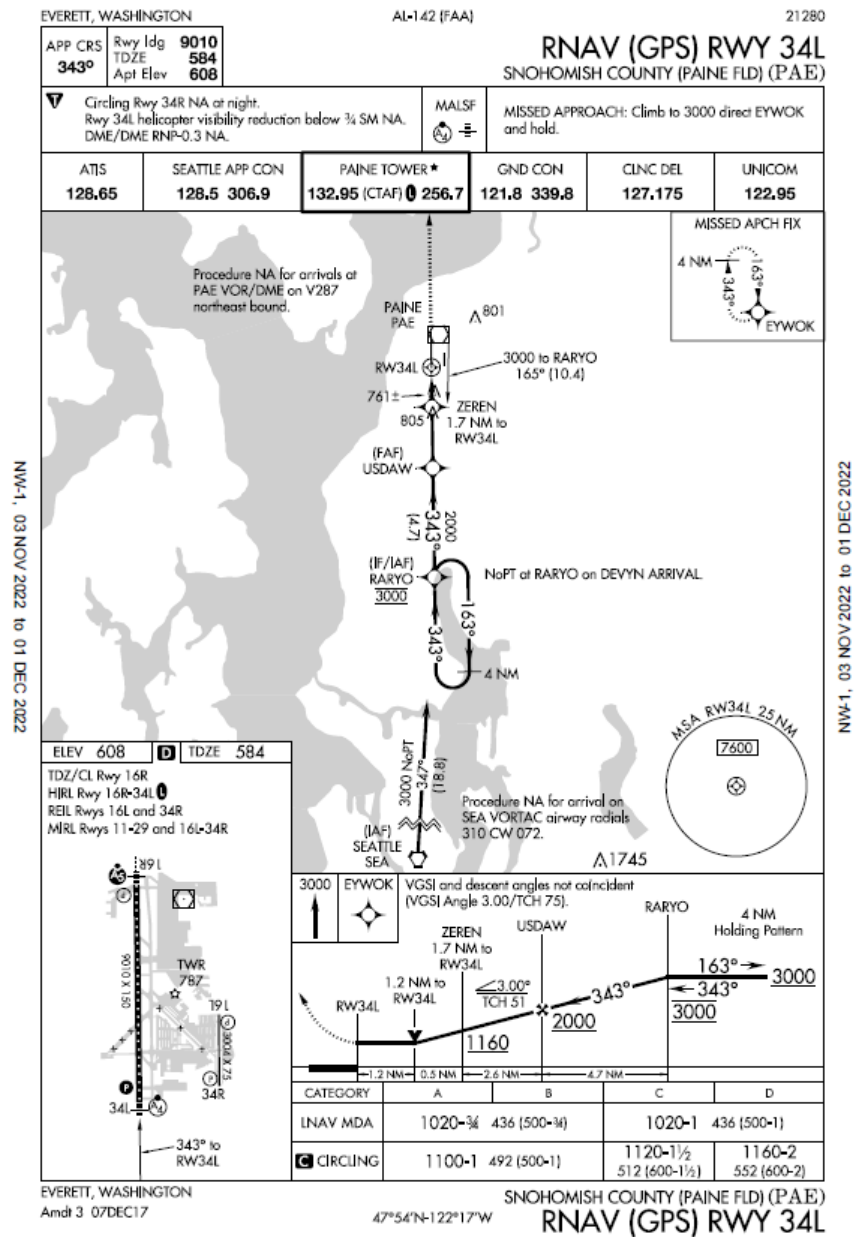 EVERETT, WASHINGTON
AL-142 (FAA)
21280
APP CRS
343°
Rwy ldg 9010
TDZE 584
Apt Elev 608
RNAV (GPS) RWY 34L
SNOHOMISH COUNTY (PAINE FLD) (PAE)
T
Circling Rwy 34R NA at night.
Rwy 34L helicopter visibility reduction below ¾ SM NA.
DME/DME RNP-0.3 NA.
MALSF
A4
MISSED APPROACH: Climb to 3000 direct EYWOK
and hold.
ATIS
128.65
SEATTLE APP CON
128.5 306.9
PAINE TOWER★
132.95 (CTAF) L 256.7
GND CON
121.8 339.8
CLNC DEL
127.175
UNICOM
122.95
MISSED APCH FIX
4 NM
163°
343°
EYWOK
Procedure NA for arrivals at
PAE VOR/DME on V287
northeast bound.
PAINE
PAE
801
RW34L
3000 to RARYO
165° (10.4)
761±
805
ZEREN
1.7 NM to
RW34L
(FAF)
USDAW
343°
2000
(4.7)
(IF/IAF)
RARYO
3000
NoPT at RARYO on DEVYN ARRIVAL.
163°
343°
4 NM
3000 NoPT
347°
(18.8)
(IAF)
SEATTLE
SEA
Procedure NA for arrival on
SEA VORTAC airway radials
310 CW 072.
1745
MSA RW34L 25 NM
7600
NW-1, 03 NOV 2022 to 01 DEC 2022
NW-1, 03 NOV 2022 to 01 DEC 2022
ELEV 608
D
TDZE 584
TDZ/CL Rwy 16R
HIRL Rwy 16R-34L L
REIL Rwys 16L and 34R
MIRL Rwys 11-29 and 16L-34R
A5
16R
P
9010 X 150
TWR
787
16L
P
3004 X 75
P
34R
P
34L
A4
343° to
RW34L
3000
EYWOK
VGSI and descent angles not coincident
(VGSI Angle 3.00/TCH 75).
RARYO
4 NM
Holding Pattern
USDAW
ZEREN
1.7 NM to
RW34L
1.2 NM to
RW34L
RW34L
3.00°
TCH 51
343°
163°
343°
3000
3000
2000
1160
1.2 NM
0.5 NM
2.6 NM
4.7 NM
CATEGORY A B C D
LNAV MDA 1020-¾ 436 (500-¾) 1020-1 436 (500-1)
C CIRCLING 1100-1 492 (500-1) 1120-1½ 512 (600-1½) 1160-2 552 (600-2)
EVERETT, WASHINGTON
Amdt 3 07DEC17
47°54'N-122°17'W
SNOHOMISH COUNTY (PAINE FLD) (PAE)
RNAV (GPS) RWY 34L